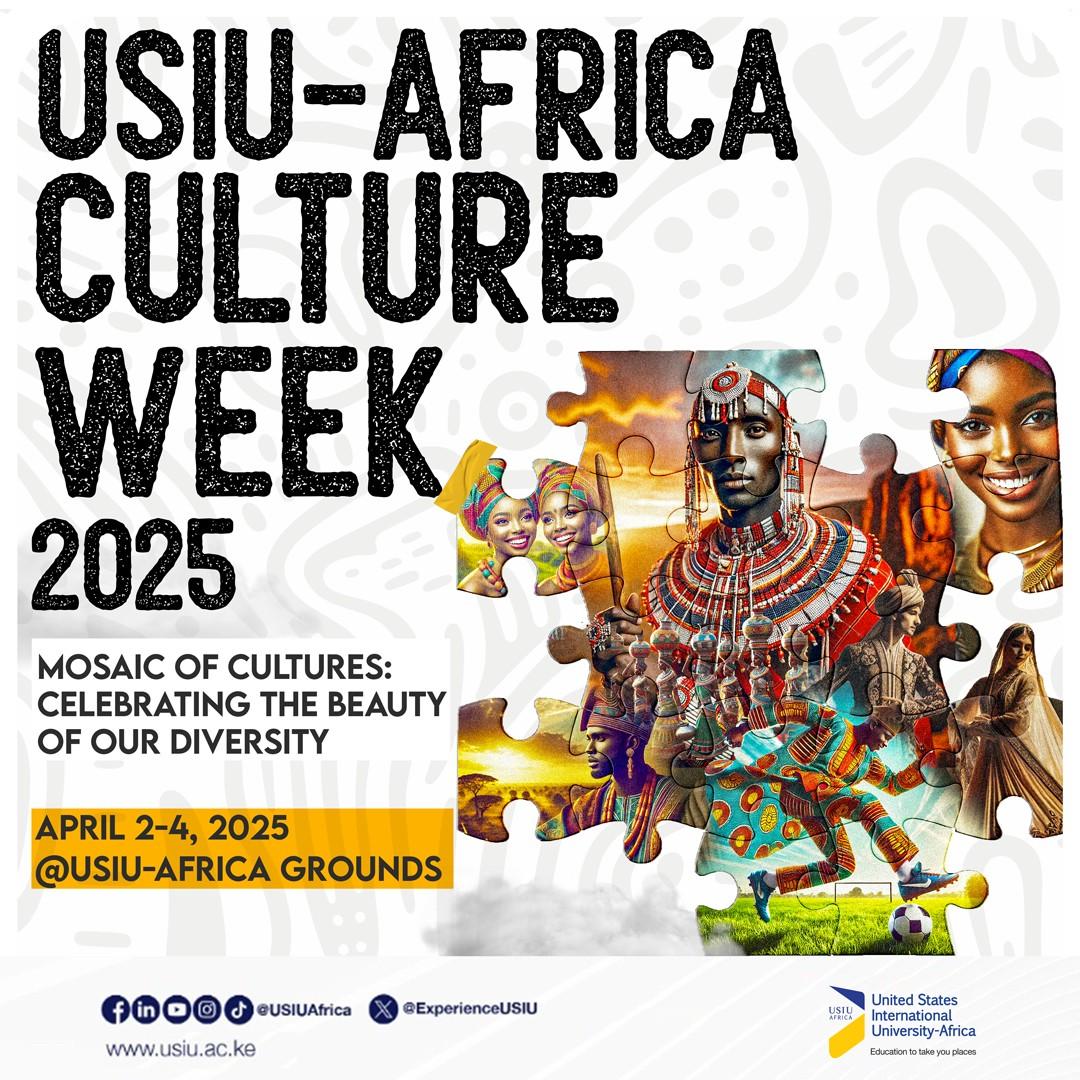 USIU-AFRICA
CULTURE
WEEK
2025
MOSAIC OF CULTURES:
CELEBRATING THE BEAUTY
OF OUR DIVERSITY
APRIL 2-4, 2025
@USIU-AFRICA GROUNDS
@USIUAfrica @ExperienceUSIU
www.usiu.ac.ke
USIU
AFRICA
United States
International
University-Africa
Education to take you places